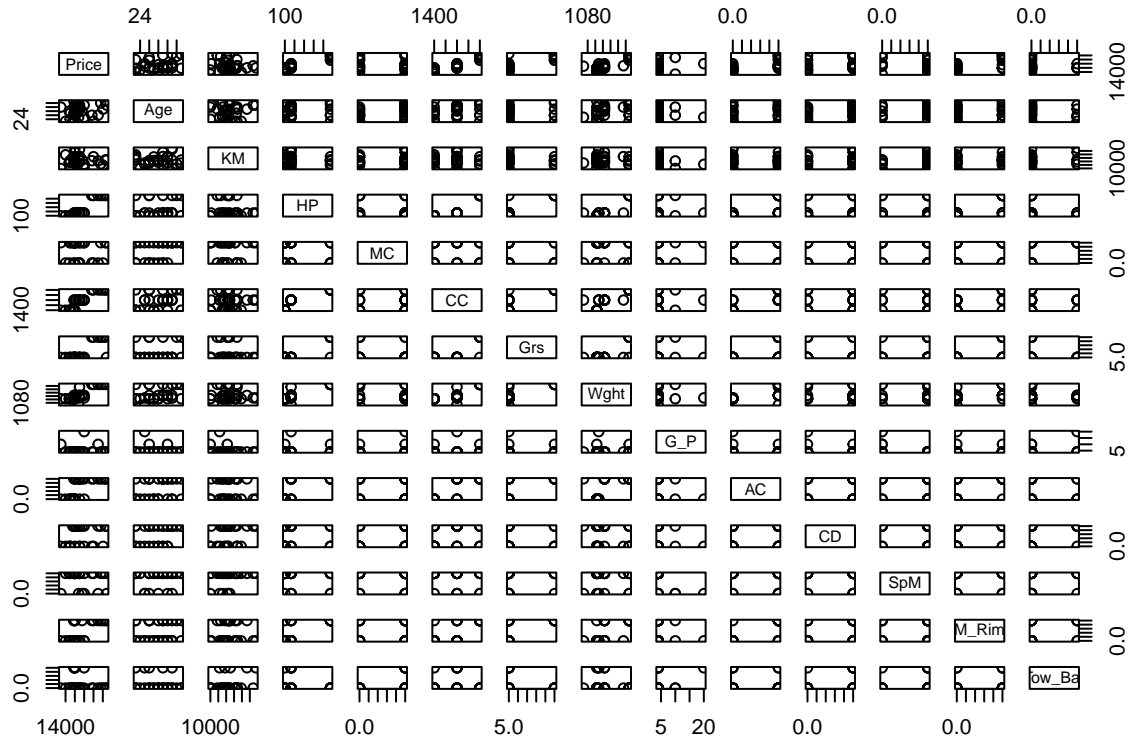 24 100 1400 1080 0.0 0.0 0.0
Price 14000
24 Age
KM 10000
100 HP
MC 0.0
1400 CC
Grs 5.0
1080 Wght
G_P 5
0.0 AC
CD 0.0
0.0 SpM
M_Rim 0.0
0.0 ow_Ba
14000 10000 0.0 5.0 5 20 0.0 0.0